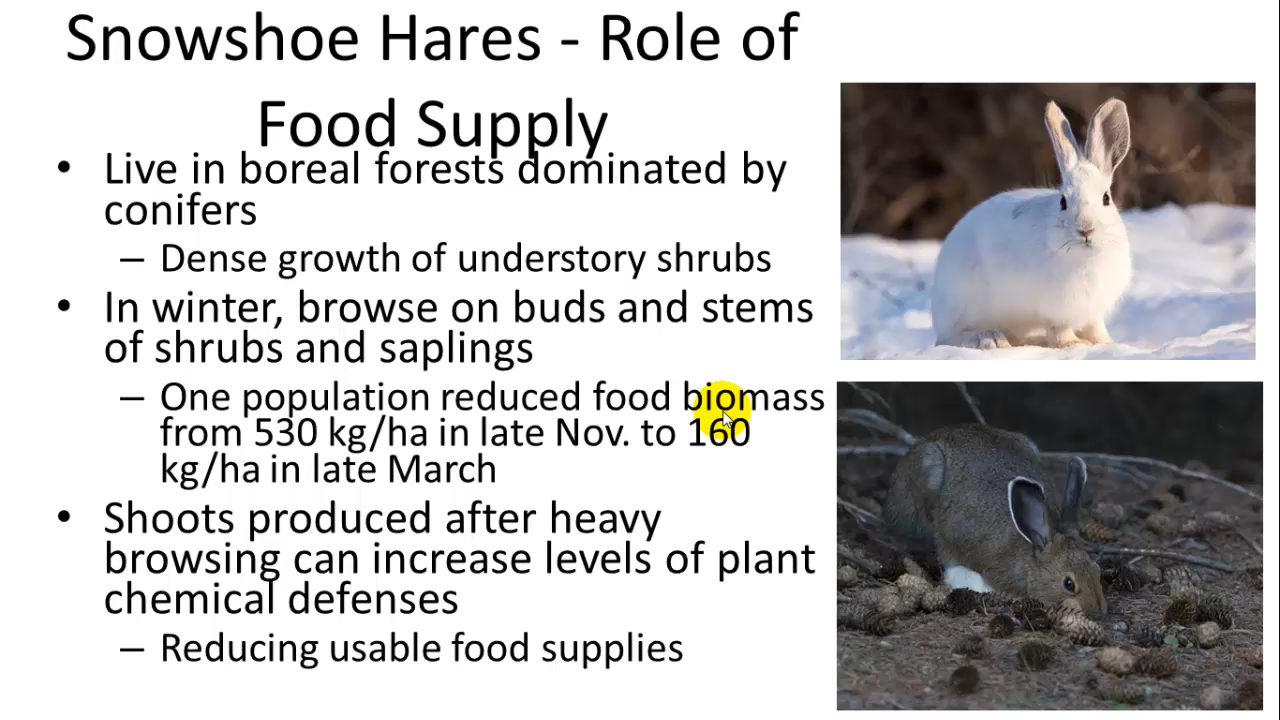 Snowshoe Hares - Role of
Food Supply
• Live in boreal forests dominated by
conifers
– Dense growth of understory shrubs
• In winter, browse on buds and stems
of shrubs and saplings
– One population reduced food biomass
from 530 kg/ha in late Nov. to 160
kg/ha in late March
• Shoots produced after heavy
browsing can increase levels of plant
chemical defenses
– Reducing usable food supplies